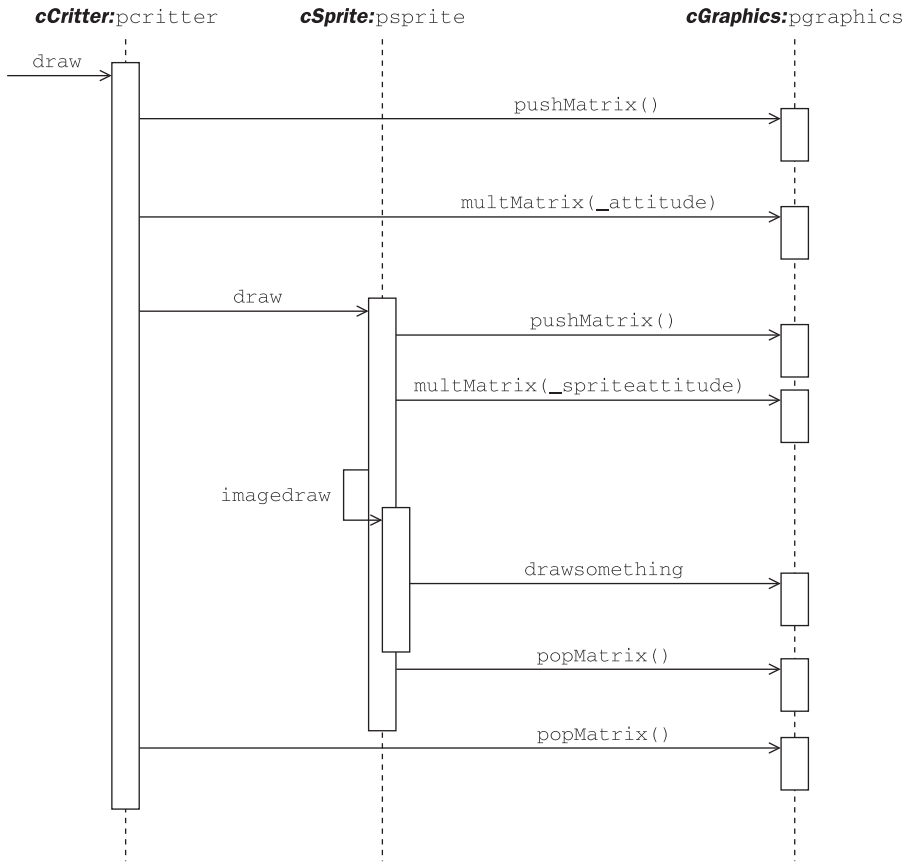 cCritter:pcritter
cSprite:psprite
cGraphics:pgraphics
draw
pushMatrix()
multMatrix(_attitude)
draw
pushMatrix()
multMatrix(_spriteattitude)
imagedraw
drawsomething
popMatrix()
popMatrix()